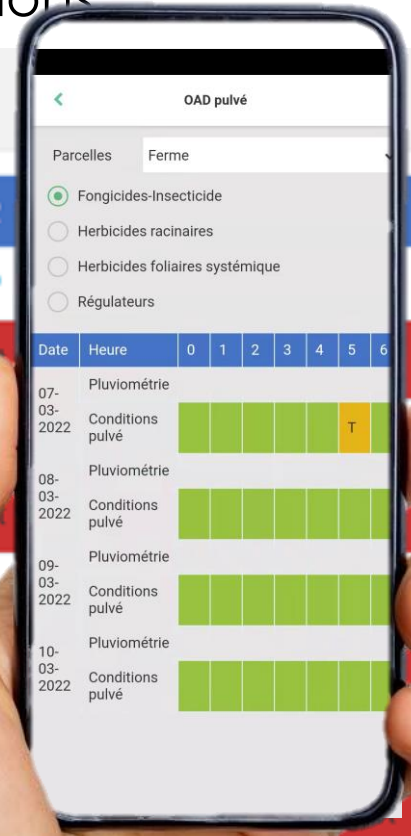 OAD pulvé
Parcelles Ferme
Fongicides-Insecticide
Herbicides racinaires
Herbicides foliaires systémique
Régulateurs
Date Heure 0 1 2 3 4 5 6
07-03-2022 Pluviométrie
Conditions pulvé T
08-03-2022 Pluviométrie
Conditions pulvé
09-03-2022 Pluviométrie
Conditions pulvé
10-03-2022 Pluviométrie
Conditions pulvé